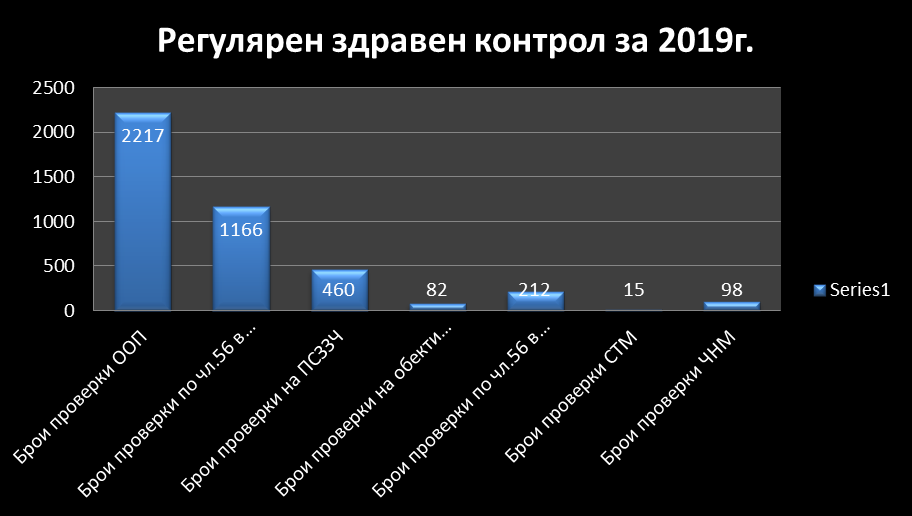 Регулярен здравен контрол за 2019г.
2500
2000
1500
1000
500
0
2217
1166
460
82
212
15
98
Брои проверки ООП
Брои проверки по чл.56 в…
Брои проверки на ПСЗЗЧ
Брои проверки на обекти…
Брои проверки по чл.56 в…
Брои проверки СТМ
Брои проверки ЧНМ
Series1